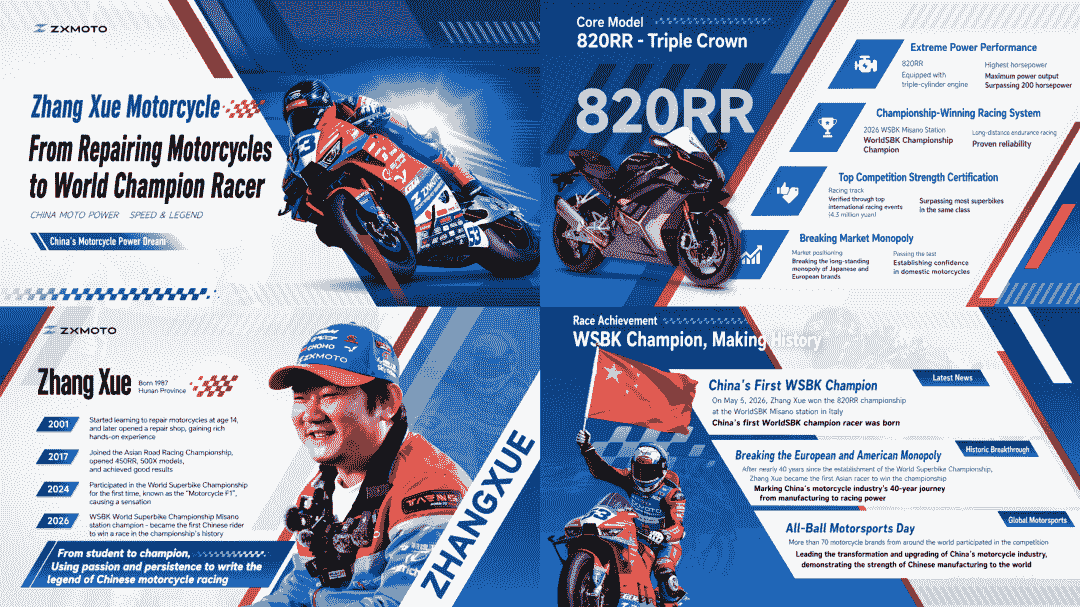 ZXMOTO
Zhang Xue Motorcycle
From Repairing Motorcycles
to World Champion Racer
CHINA MOTO POWER SPEED & LEGEND
China's Motorcycle Power Dream
53
ZXMOTO
53
Core Model
820RR - Triple Crown
820RR
Extreme Power Performance
820RR
Equipped with
triple-cylinder engine
Highest horsepower
Maximum power output
Surpassing 200 horsepower
Championship-Winning Racing System
2026 WSBK Misano Station
WorldSBK Championship
Champion
Long-distance endurance racing
Proven reliability
Top Competition Strength Certification
Racing track
Verified through top
international racing events
(4.3 million yuan)
Surpassing most superbikes
in the same class
Breaking Market Monopoly
Market positioning
Breaking the long-standing
monopoly of Japanese and
European brands
Passing the test
Establishing confidence
in domestic motorcycles
ZXMOTO
Zhang Xue
Born 1987
Hunan Province
2001
Started learning to repair motorcycles at age 14,
and later opened a repair shop, gaining rich
hands-on experience
2017
Joined the Asian Road Racing Championship,
opened 450RR, 500X models,
and achieved good results
2024
Participated in the World Superbike Championship
for the first time, known as the "Motorcycle F1",
causing a sensation
2026
WSBK World Superbike Championship Misano
station champion - became the first Chinese rider
to win a race in the championship's history
From student to champion,
Using passion and persistence to write the
legend of Chinese motorcycle racing
ZXMOTO
ZHANGXUE
Race Achievement
WSBK Champion, Making History
Latest News
China's First WSBK Champion
On May 5, 2026, Zhang Xue won the 820RR championship
at the WorldSBK Misano station in Italy
China's first WorldSBK champion racer was born
Historic Breakthrough
Breaking the European and American Monopoly
After nearly 40 years since the establishment of the World Superbike Championship,
Zhang Xue became the first Asian racer to win the championship
Making China's motorcycle industry's 40-year journey
from manufacturing to racing power
Global Motorsports
All-Ball Motorsports Day
More than 70 motorcycle brands from around the world participated in the competition
Leading the transformation and upgrading of China's motorcycle industry,
demonstrating the strength of Chinese manufacturing to the world